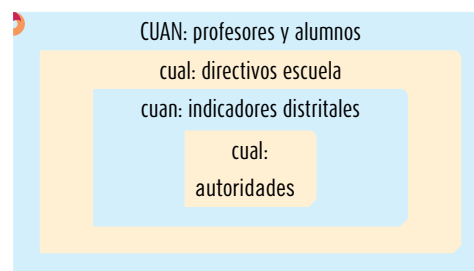 CUAN: profesores y alumnos
cual: directivos escuela
cuan: indicadores distritales
cual:
autoridades